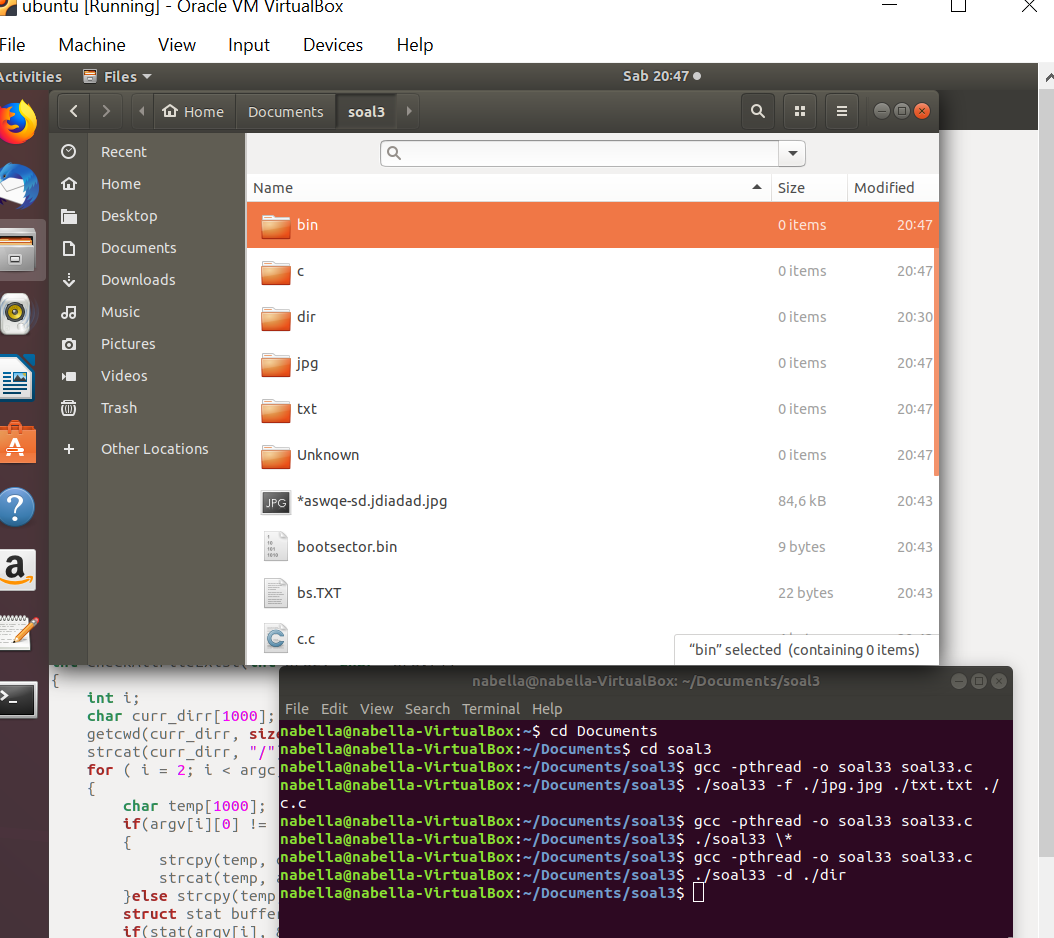 ubuntu [Running] - Oracle VM VirtualBox
File Machine View Input Devices Help
Activities Files Sab 20:47
Home Documents soal3
Recent
Home
Desktop
Documents
Downloads
Music
Pictures
Videos
Trash
Other Locations
Name Size Modified
bin 0 items 20:47
c 0 items 20:47
dir 0 items 20:30
jpg 0 items 20:47
txt 0 items 20:47
Unknown 0 items 20:47
*aswqe-sd.jdiadad.jpg 84,6 kB 20:43
bootsector.bin 9 bytes 20:43
bs.TXT 22 bytes 20:43
c.c
“bin” selected (containing 0 items)
{
int i;
char curr_dirr[1000];
getcwd(curr_dirr,
strcat(curr_dirr, "/"
for ( i = 2; i < argc
{
char temp[1000];
if(argv[i][0] !=
{
strcpy(temp,
strcat(temp,
}else strcpy(temp
struct stat buffer
if(stat(argv[i],
nabella@nabella-VirtualBox: ~/Documents/soal3
File Edit View Search Terminal Help
nabella@nabella-VirtualBox:~$ cd Documents
nabella@nabella-VirtualBox:~/Documents$ cd soal3
nabella@nabella-VirtualBox:~/Documents/soal3$ gcc -pthread -o soal33 soal33.c
nabella@nabella-VirtualBox:~/Documents/soal3$ ./soal33 -f ./jpg.jpg ./txt.txt ./
c.c
nabella@nabella-VirtualBox:~/Documents/soal3$ gcc -pthread -o soal33 soal33.c
nabella@nabella-VirtualBox:~/Documents/soal3$ ./soal33 \*
nabella@nabella-VirtualBox:~/Documents/soal3$ gcc -pthread -o soal33 soal33.c
nabella@nabella-VirtualBox:~/Documents/soal3$ ./soal33 -d ./dir
nabella@nabella-VirtualBox:~/Documents/soal3$